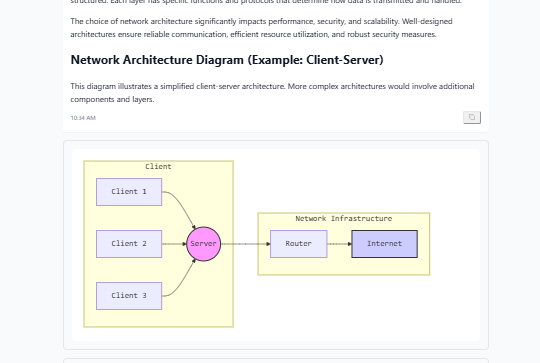 structured. Each layer has specific functions and protocols that determine how data is transmitted and handled.
The choice of network architecture significantly impacts performance, security, and scalability. Well-designed
architectures ensure reliable communication, efficient resource utilization, and robust security measures.
Network Architecture Diagram (Example: Client-Server)
This diagram illustrates a simplified client-server architecture. More complex architectures would involve additional
components and layers.
10:34 AM
Client
Client 1
Client 2
Client 3
Server
Network Infrastructure
Router
Internet